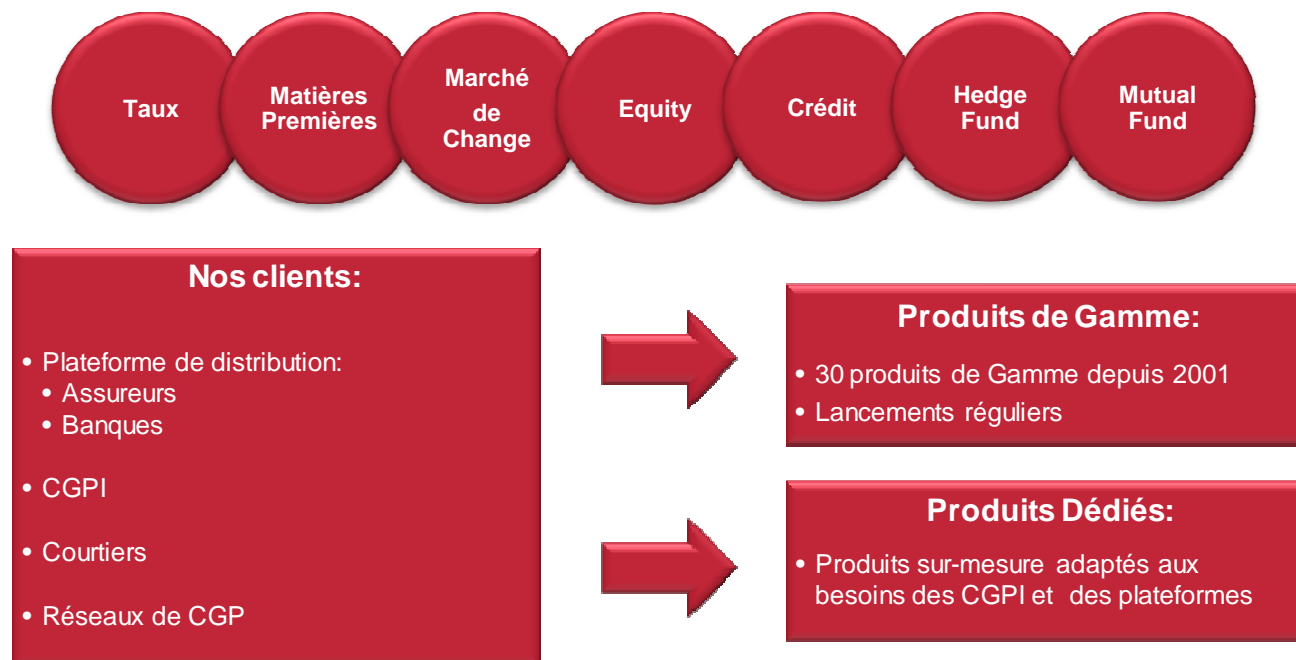 Taux
Matières
Premières
Marché
de
Change
Equity
Crédit
Hedge
Fund
Mutual
Fund
Nos clients:
• Plateforme de distribution:
• Assureurs
• Banques
• CGPI
• Courtiers
• Réseaux de CGP
Produits de Gamme:
• 30 produits de Gamme depuis 2001
• Lancements réguliers
Produits Dédiés:
• Produits sur-mesure adaptés aux
besoins des CGPI et des plateformes